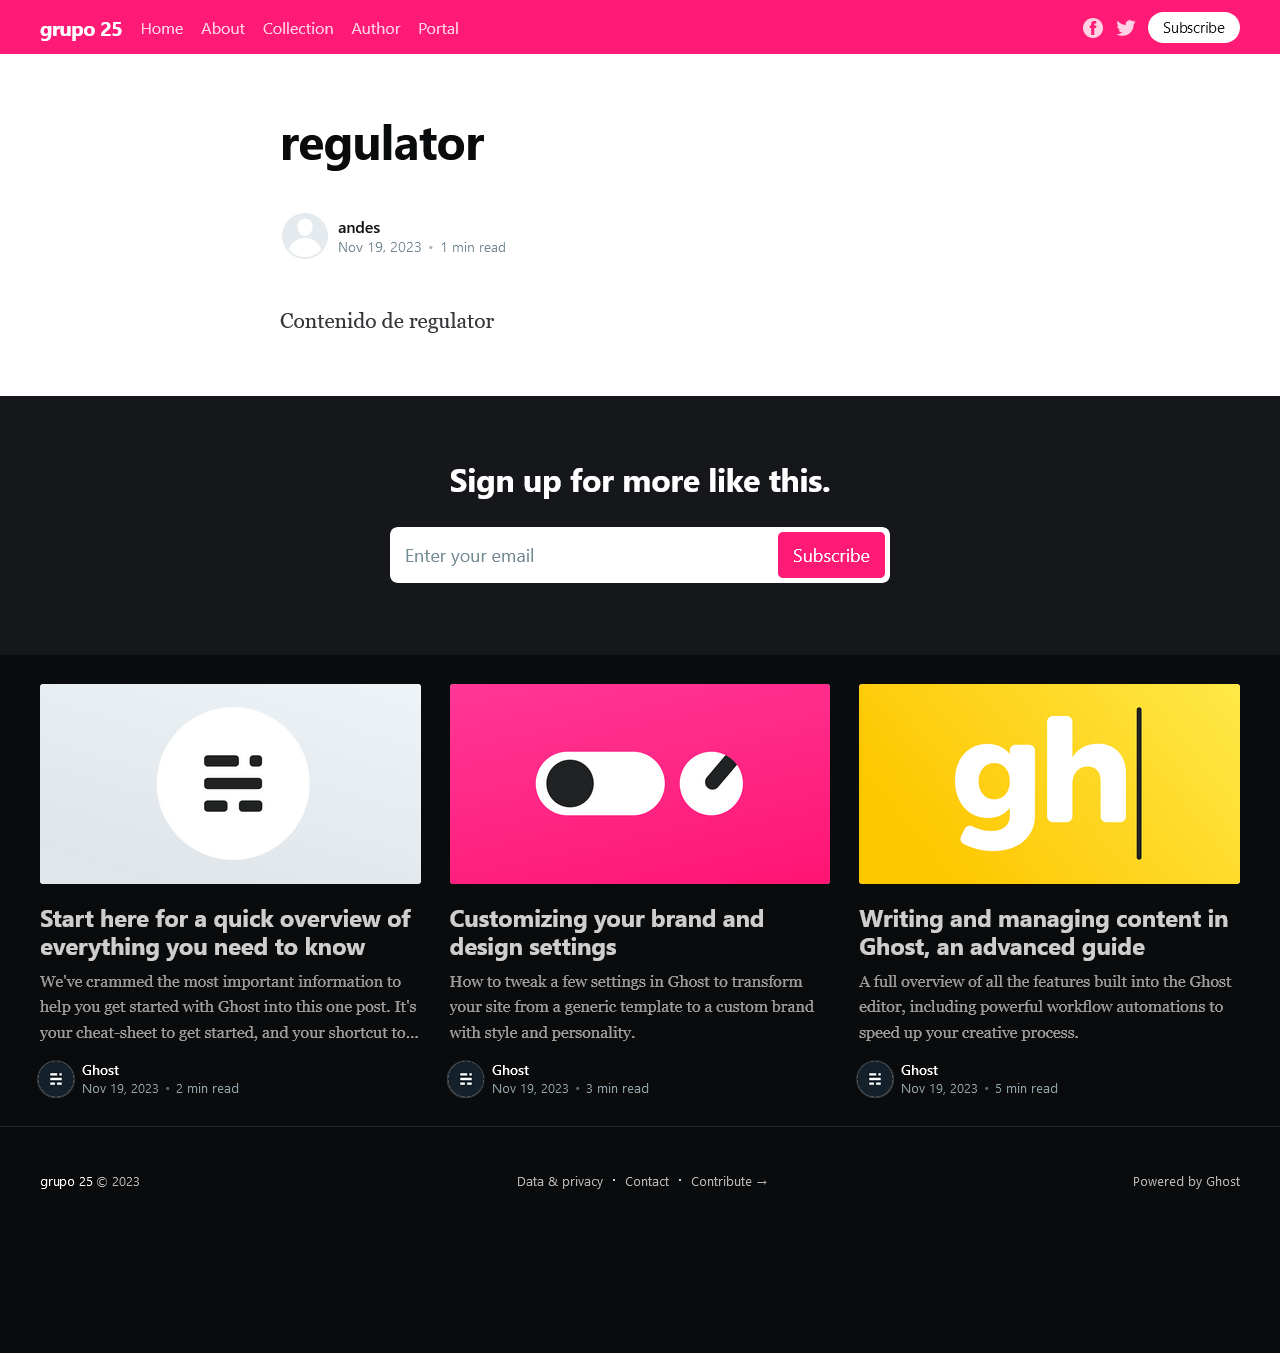 grupo 25 Home About Collection Author Portal Subscribe
regulator
andes
Nov 19, 2023 • 1 min read
Contenido de regulator
Sign up for more like this.
Enter your email Subscribe
gh
Start here for a quick overview of
everything you need to know
We've crammed the most important information to
help you get started with Ghost into this one post. It's
your cheat-sheet to get started, and your shortcut to...
Ghost
Nov 19, 2023 • 2 min read
Customizing your brand and
design settings
How to tweak a few settings in Ghost to transform
your site from a generic template to a custom brand
with style and personality.
Ghost
Nov 19, 2023 • 3 min read
Writing and managing content in
Ghost, an advanced guide
A full overview of all the features built into the Ghost
editor, including powerful workflow automations to
speed up your creative process.
Ghost
Nov 19, 2023 • 5 min read
grupo 25 © 2023 Data & privacy • Contact • Contribute → Powered by Ghost